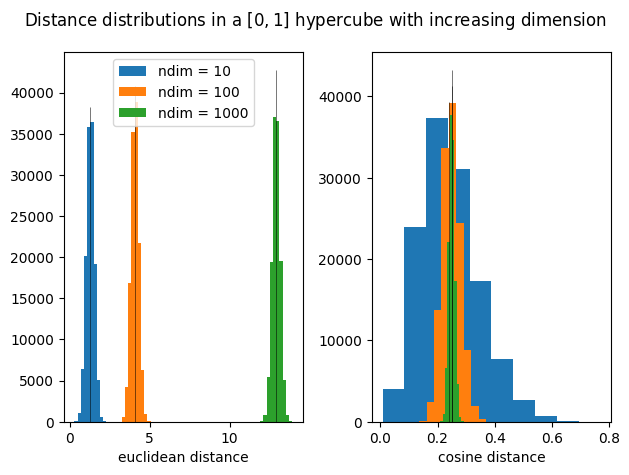 Distance distributions in a [0, 1] hypercube with increasing dimension
ndim = 10
ndim = 100
ndim = 1000
40000
35000
30000
25000
20000
15000
10000
5000
0
0 5 10
euclidean distance
40000
30000
20000
10000
0
0.0 0.2 0.4 0.6 0.8
cosine distance